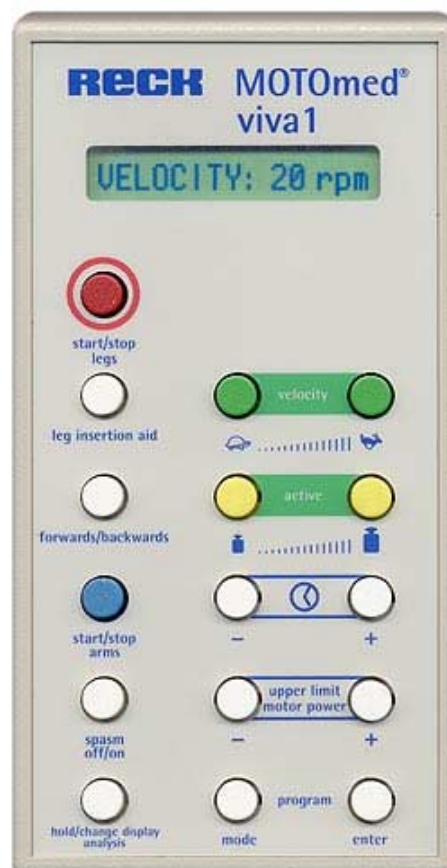 RECK MOTOmed®
viva1
VELOCITY: 20 rpm
start/stop
legs
leg insertion aid
velocity
forwards/backwards
active
start/stop
arms
- +
spasm
off/on
upper limit
motor power
- +
hold/change display
analysis
program
mode enter